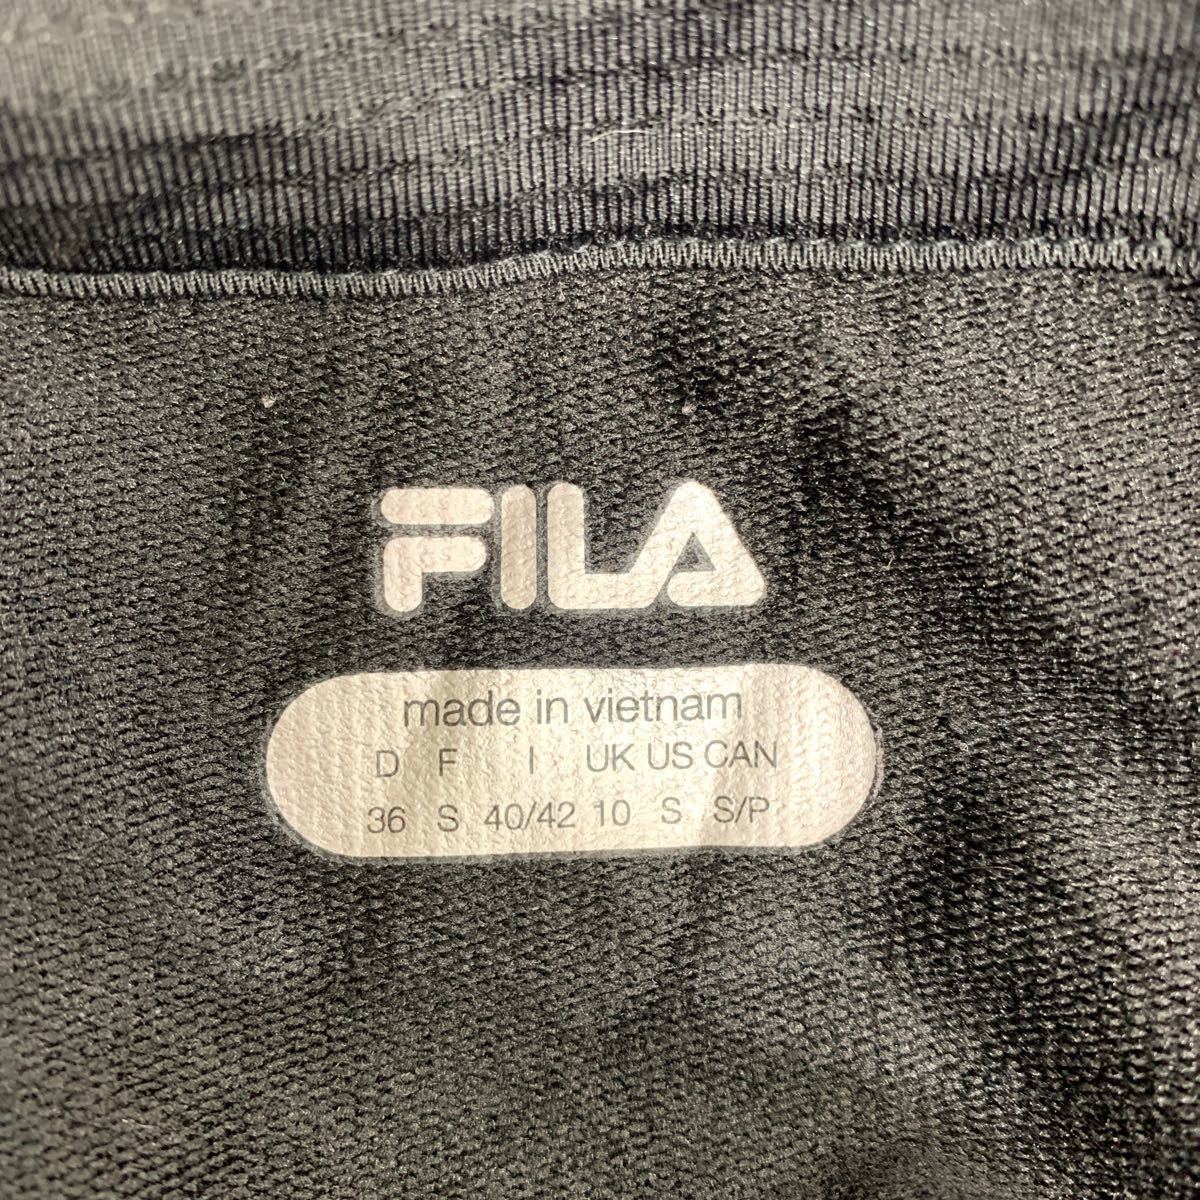 FILA
made in vietnam
D F I UK US CAN
36 S 40/42 10 S S/P